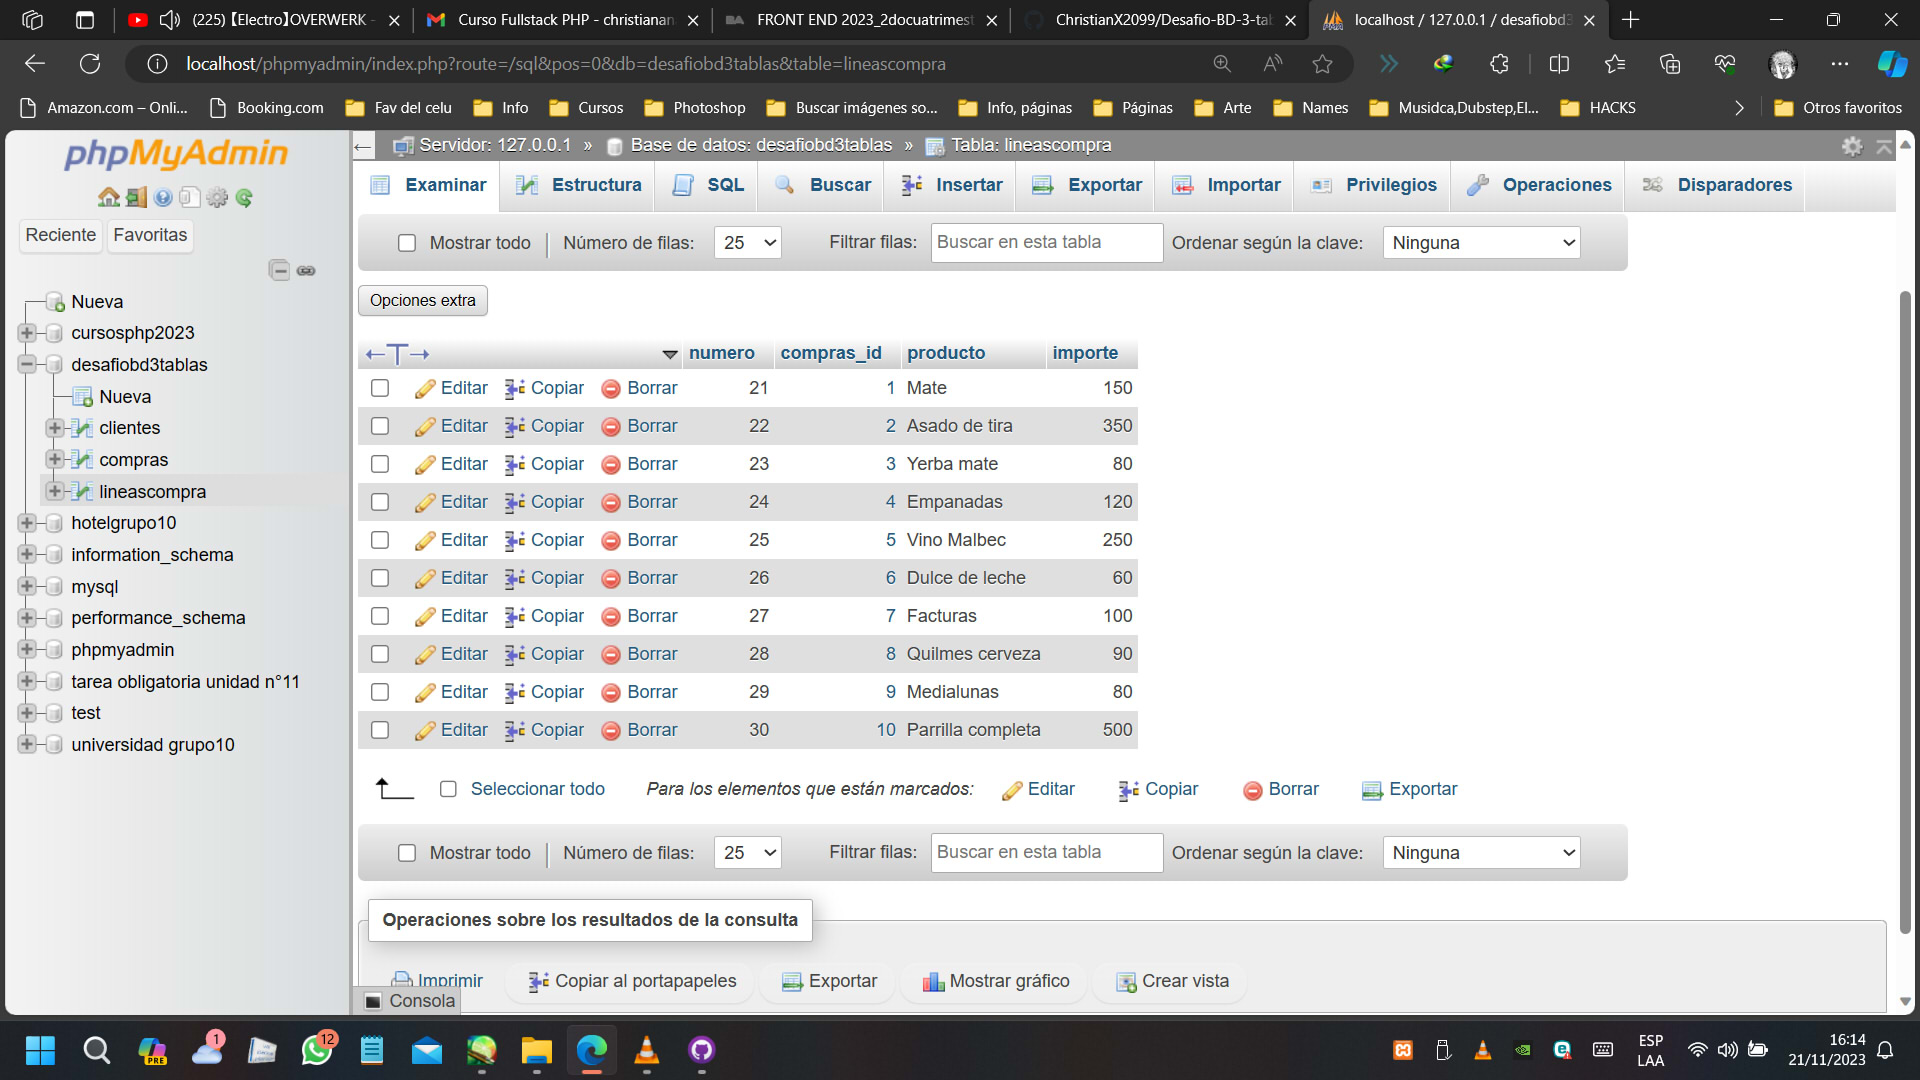 (225) 【Electro】OVERWERK -
Curso Fullstack PHP - christianan
FRONT END 2023_2docuatrimest
ChristianX2099/Desafio-BD-3-tab
localhost / 127.0.0.1 / desafiobd3
localhost/phpmyadmin/index.php?route=/sql&pos=0&db=desafiobd3tablas&table=lineascompra
Amazon.com – Onli...
Booking.com
Fav del celu
Info
Cursos
Photoshop
Buscar imágenes so...
Info, páginas
Páginas
Arte
Names
Musidca,Dubstep,El...
HACKS
Otros favoritos
phpMyAdmin
Reciente
Favoritas
Nueva
cursosphp2023
desafiobd3tablas
Nueva
clientes
compras
lineascompra
hotelgrupo10
information_schema
mysql
performance_schema
phpmyadmin
tarea obligatoria unidad n°11
test
universidad grupo10
Servidor: 127.0.0.1 » Base de datos: desafiobd3tablas » Tabla: lineascompra
Examinar Estructura SQL Buscar Insertar Exportar Importar Privilegios Operaciones Disparadores
Mostrar todo | Número de filas: 25 Filtrar filas: Buscar en esta tabla Ordenar según la clave: Ninguna
Opciones extra
numero compras_id producto importe
Editar Copiar Borrar 21 1 Mate 150
Editar Copiar Borrar 22 2 Asado de tira 350
Editar Copiar Borrar 23 3 Yerba mate 80
Editar Copiar Borrar 24 4 Empanadas 120
Editar Copiar Borrar 25 5 Vino Malbec 250
Editar Copiar Borrar 26 6 Dulce de leche 60
Editar Copiar Borrar 27 7 Facturas 100
Editar Copiar Borrar 28 8 Quilmes cerveza 90
Editar Copiar Borrar 29 9 Medialunas 80
Editar Copiar Borrar 30 10 Parrilla completa 500
Seleccionar todo Para los elementos que están marcados: Editar Copiar Borrar Exportar
Mostrar todo | Número de filas: 25 Filtrar filas: Buscar en esta tabla Ordenar según la clave: Ninguna
Operaciones sobre los resultados de la consulta
Imprimir Copiar al portapapeles Exportar Mostrar gráfico Crear vista
Consola
PRE
1
12
ESP
LAA
16:14
21/11/2023